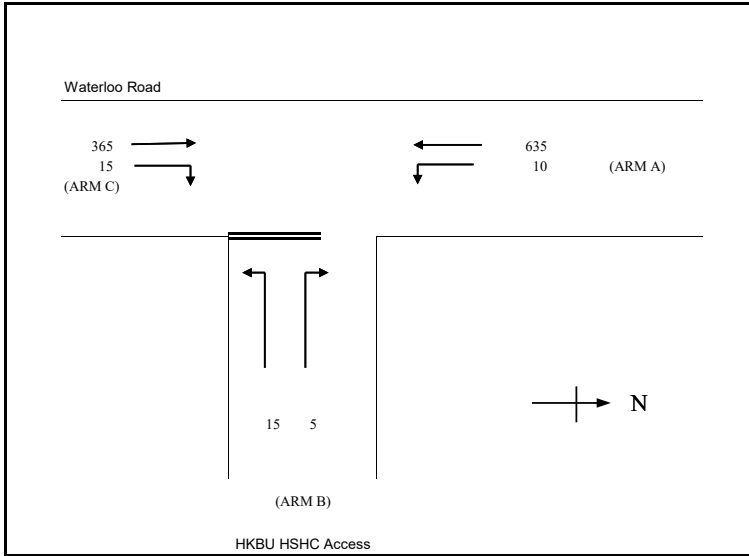 Waterloo Road
365 635
15 10 (ARM A)
(ARM C)
N
15 5
(ARM B)
HKBU HSHC Access